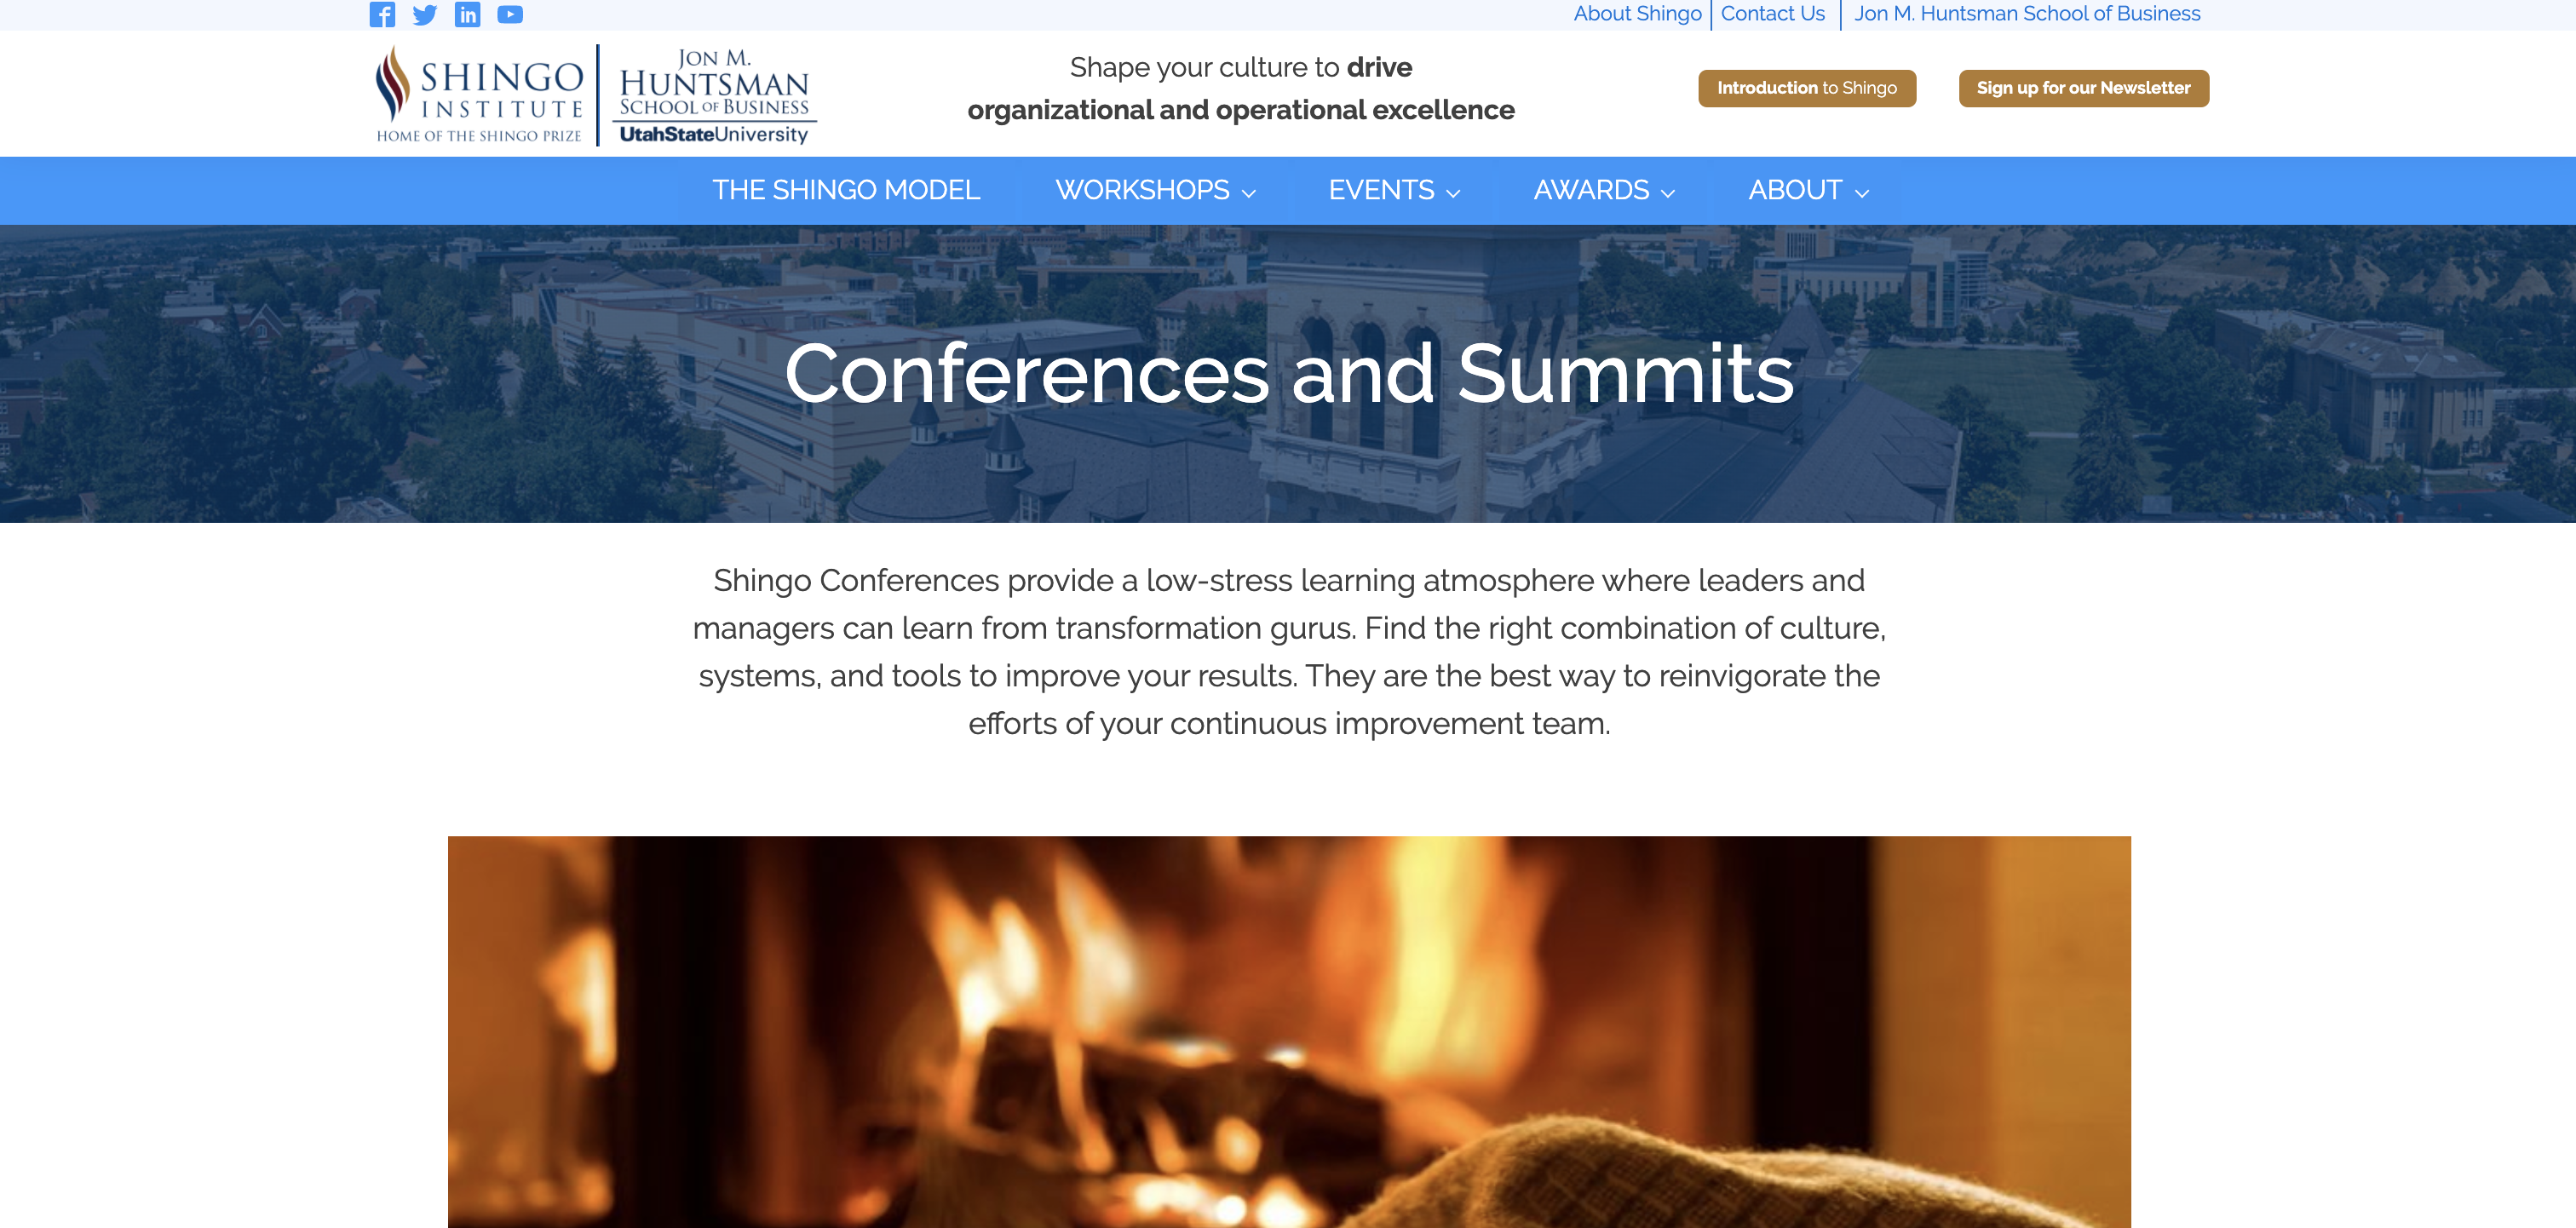 About Shingo
Contact Us
Jon M. Huntsman School of Business
SHINGO
INSTITUTE
HOME OF THE SHINGO PRIZE
JON M.
HUNTSMAN
SCHOOL OF BUSINESS
UtahStateUniversity
Shape your culture to drive
organizational and operational excellence
Introduction to Shingo
Sign up for our Newsletter
THE SHINGO MODEL
WORKSHOPS
EVENTS
AWARDS
ABOUT
Conferences and Summits
Shingo Conferences provide a low-stress learning atmosphere where leaders and
managers can learn from transformation gurus. Find the right combination of culture,
systems, and tools to improve your results. They are the best way to reinvigorate the
efforts of your continuous improvement team.